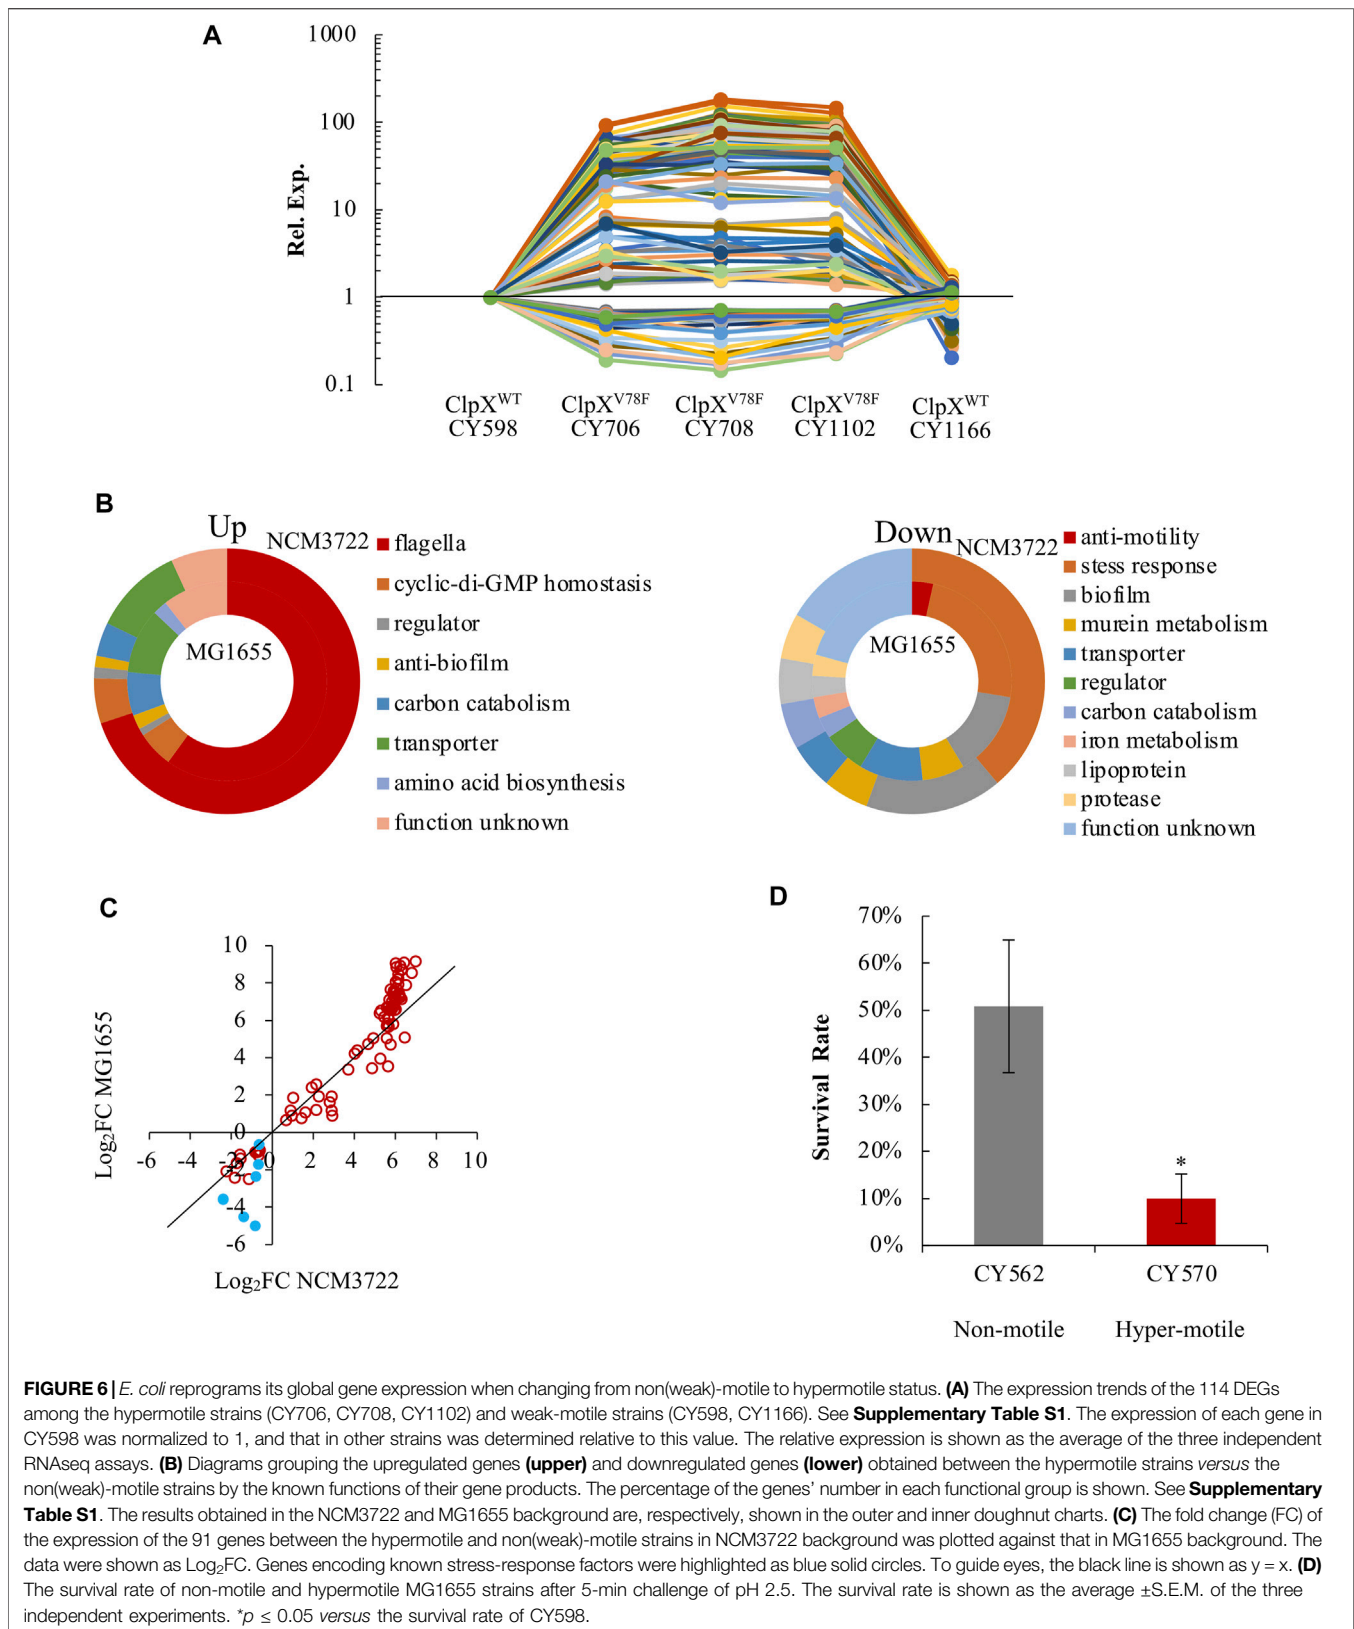 A
1000
100
10
1
0.1
Rel. Exp.
ClpX^WT CY598
ClpX^V78F CY706
ClpX^V78F CY708
ClpX^V78F CY1102
ClpX^WT CY1166
B
Up
NCM3722
MG1655
flagella
cyclic-di-GMP homostasis
regulator
anti-biofilm
carbon catabolism
transporter
amino acid biosynthesis
function unknown
Down
NCM3722
MG1655
anti-motility
stess response
biofilm
murein metabolism
transporter
regulator
carbon catabolism
iron metabolism
lipoprotein
protease
function unknown
C
10
8
6
4
2
0
-2
-4
-6
-6 -4 -2 0 2 4 6 8 10
Log₂FC MG1655
Log₂FC NCM3722
D
70%
60%
50%
40%
30%
20%
10%
0%
Survival Rate
*
CY562 CY570
Non-motile Hyper-motile
FIGURE 6 | E. coli reprograms its global gene expression when changing from non(weak)-motile to hypermotile status. (A) The expression trends of the 114 DEGs
among the hypermotile strains (CY706, CY708, CY1102) and weak-motile strains (CY598, CY1166). See Supplementary Table S1. The expression of each gene in
CY598 was normalized to 1, and that in other strains was determined relative to this value. The relative expression is shown as the average of the three independent
RNAseq assays. (B) Diagrams grouping the upregulated genes (upper) and downregulated genes (lower) obtained between the hypermotile strains versus the
non(weak)-motile strains by the known functions of their gene products. The percentage of the genes' number in each functional group is shown. See Supplementary
Table S1. The results obtained in the NCM3722 and MG1655 background are, respectively, shown in the outer and inner doughnut charts. (C) The fold change (FC) of
the expression of the 91 genes between the hypermotile and non(weak)-motile strains in NCM3722 background was plotted against that in MG1655 background. The
data were shown as Log₂FC. Genes encoding known stress-response factors were highlighted as blue solid circles. To guide eyes, the black line is shown as y = x. (D)
The survival rate of non-motile and hypermotile MG1655 strains after 5-min challenge of pH 2.5. The survival rate is shown as the average ±S.E.M. of the three
independent experiments. *p ≤ 0.05 versus the survival rate of CY598.